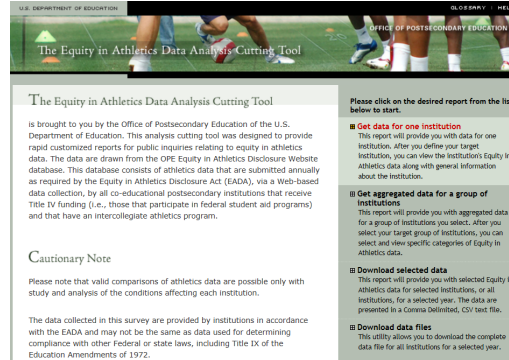 U.S. DEPARTMENT OF EDUCATION
GLOSSARY
OFFICE OF POSTSECONDARY EDUCATION
The Equity in Athletics Data Analysis Cutting Tool
The Equity in Athletics Data Analysis Cutting Tool
is brought to you by the Office of Postsecondary Education of the U.S.
Department of Education. This analysis cutting tool was designed to provide
rapid customized reports for public inquiries relating to equity in athletics
data. The data are drawn from the OPE Equity in Athletics Disclosure Website
database. This database consists of athletics data that are submitted annually
as required by the Equity in Athletics Disclosure Act (EADA), via a Web-based
data collection, by all co-educational postsecondary institutions that receive
Title IV funding (i.e., those that participate in federal student aid programs)
and that have an intercollegiate athletics program.
Cautionary Note
Please note that valid comparisons of athletics data are possible only with
study and analysis of the conditions affecting each institution.
The data collected in this survey are provided by institutions in accordance
with the EADA and may not be the same as data used for determining
compliance with other Federal or state laws, including Title IX of the
Education Amendments of 1972.
Please click on the desired report from the
below to start.
Get data for one institution
This report will provide you with data for one
institution. After you define your target
institution, you can view the institution's Equity in
Athletics data along with general information
about the institution.
Get aggregated data for a group of
institutions
This report will provide you with aggregated data
for a group of institutions you select. After you
select your target group of institutions, you can
select and view specific categories of Equity in
Athletics data.
Download selected data
This report will provide you with selected Equity
Athletics data for selected institutions, or all
institutions, for a selected year. The data are
presented in a Comma Delimited, CSV text file.
Download data files
This utility allows you to download the complete
data file for all institutions for a selected year.